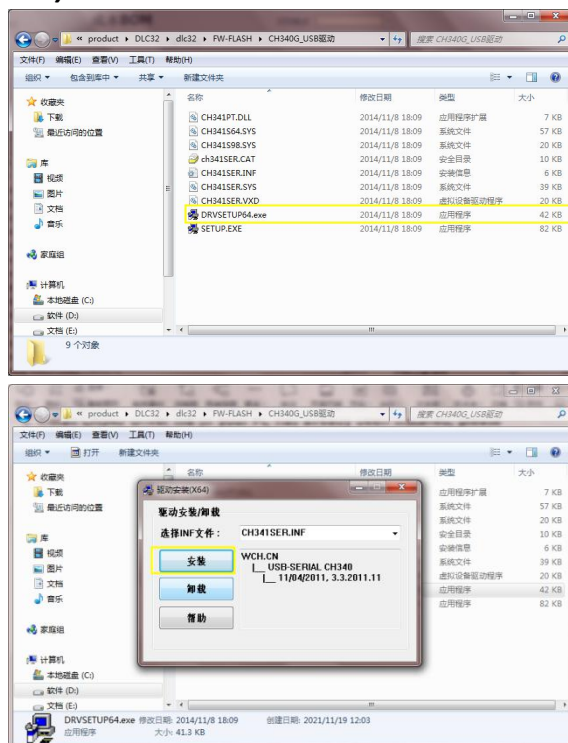 « product ▸ DLC32 ▸ dlc32 ▸ FW-FLASH ▸ CH340G_USB驱动
搜索 CH340G_USB驱动
文件(F) 编辑(E) 查看(V) 工具(T) 帮助(H)
组织 包含到库中 共享 新建文件夹
名称 修改日期 类型 大小
收藏夹
下载
最近访问的位置
库
视频
图片
文档
音乐
家庭组
计算机
本地磁盘 (C:)
软件 (D:)
文档 (E:)
CH341PT.DLL 2014/11/8 18:09 应用程序扩展 7 KB
CH341S64.SYS 2014/11/8 18:09 系统文件 57 KB
CH341S98.SYS 2014/11/8 18:09 系统文件 20 KB
ch341SER.CAT 2014/11/8 18:09 安全目录 10 KB
CH341SER.INF 2014/11/8 18:09 安装信息 6 KB
CH341SER.SYS 2014/11/8 18:09 系统文件 39 KB
CH341SER.VXD 2014/11/8 18:09 虚拟设备驱动程序 20 KB
DRVSETUP64.exe 2014/11/8 18:09 应用程序 42 KB
SETUP.EXE 2014/11/8 18:09 应用程序 82 KB
9 个对象
« product ▸ DLC32 ▸ dlc32 ▸ FW-FLASH ▸ CH340G_USB驱动
搜索 CH340G_USB驱动
文件(F) 编辑(E) 查看(V) 工具(T) 帮助(H)
组织 打开 新建文件夹
名称 修改日期 类型 大小
收藏夹
下载
最近访问的位置
库
视频
图片
文档
音乐
家庭组
计算机
本地磁盘 (C:)
软件 (D:)
文档 (E:)
驱动安装(X64)
驱动安装/卸载
选择INF文件： CH341SER.INF
安装
卸载
帮助
WCH.CN
|__ USB-SERIAL CH340
|__ 11/04/2011, 3.3.2011.11
应用程序扩展 7 KB
系统文件 57 KB
系统文件 20 KB
安全目录 10 KB
安装信息 6 KB
系统文件 39 KB
虚拟设备驱动程序 20 KB
应用程序 42 KB
应用程序 82 KB
DRVSETUP64.exe 修改日期: 2014/11/8 18:09 创建日期: 2021/11/19 12:03
应用程序 大小: 41.3 KB